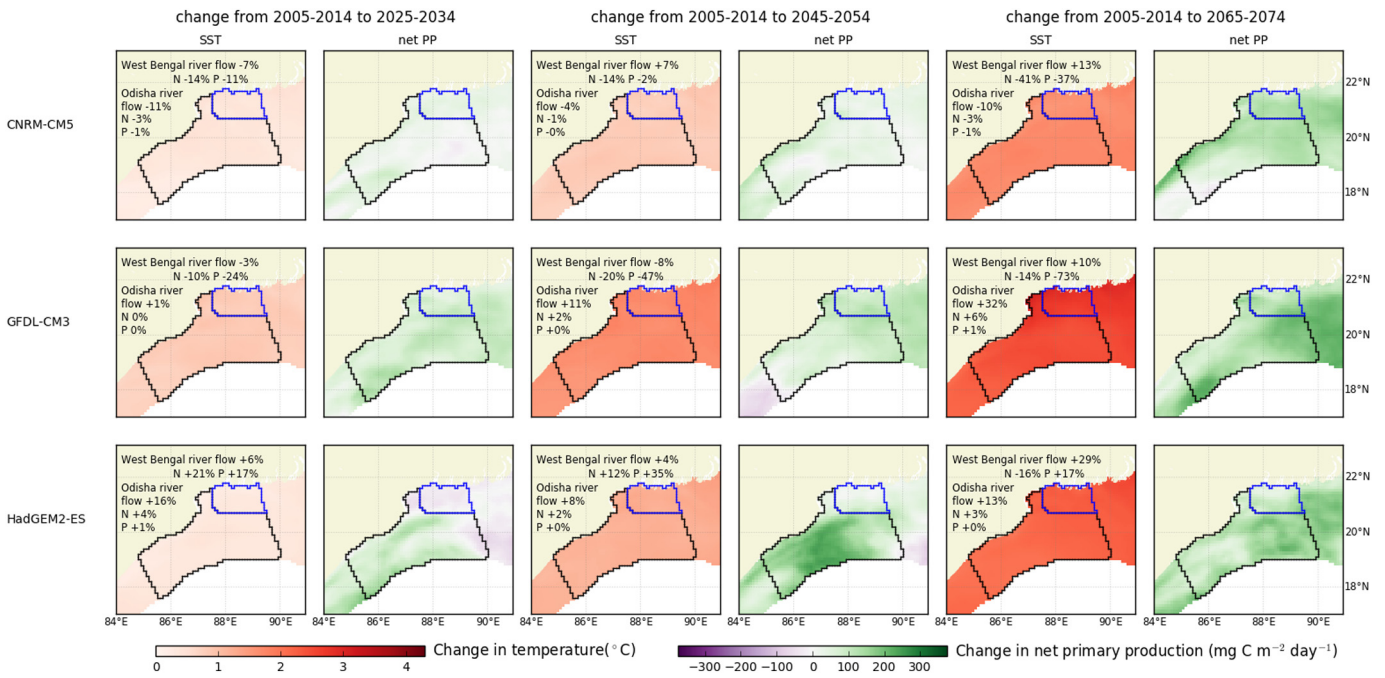 change from 2005-2014 to 2025-2034
change from 2005-2014 to 2045-2054
change from 2005-2014 to 2065-2074
SST
net PP
SST
net PP
SST
net PP
CNRM-CM5
West Bengal river flow -7%
N -14% P -11%
Odisha river
flow -11%
N -3%
P -1%
West Bengal river flow +7%
N -14% P -2%
Odisha river
flow -4%
N -1%
P -0%
West Bengal river flow +13%
N -41% P -37%
Odisha river
flow -10%
N -3%
P -1%
22°N
20°N
18°N
GFDL-CM3
West Bengal river flow -3%
N -10% P -24%
Odisha river
flow +1%
N 0%
P 0%
West Bengal river flow -8%
N -20% P -47%
Odisha river
flow +11%
N +2%
P +0%
West Bengal river flow +10%
N -14% P -73%
Odisha river
flow +32%
N +6%
P +1%
22°N
20°N
18°N
HadGEM2-ES
West Bengal river flow +6%
N +21% P +17%
Odisha river
flow +16%
N +4%
P +1%
West Bengal river flow +4%
N +12% P +35%
Odisha river
flow +8%
N +2%
P +0%
West Bengal river flow +29%
N -16% P +17%
Odisha river
flow +13%
N +3%
P +0%
22°N
20°N
18°N
84°E 86°E 88°E 90°E
84°E 86°E 88°E 90°E
84°E 86°E 88°E 90°E
84°E 86°E 88°E 90°E
84°E 86°E 88°E 90°E
84°E 86°E 88°E 90°E
0 1 2 3 4
Change in temperature(°C)
−300 −200 −100 0 100 200 300
Change in net primary production (mg C m⁻² day⁻¹)